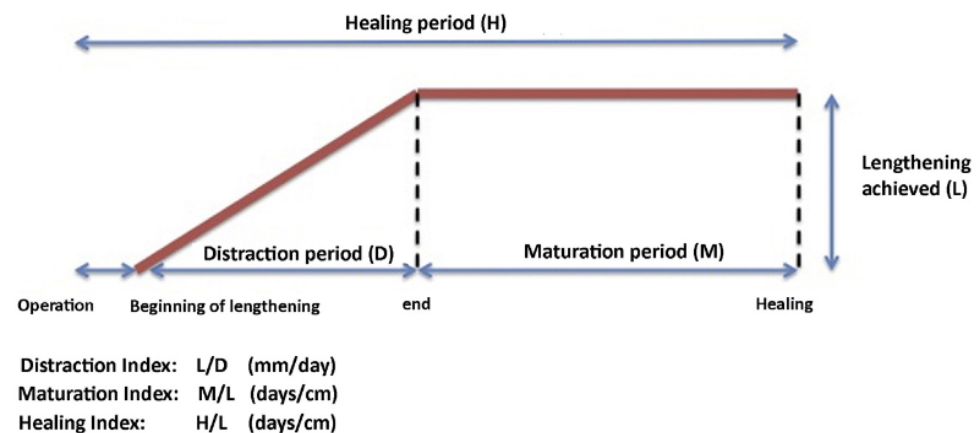 Healing period (H)
Lengthening
achieved (L)
Distraction period (D)
Maturation period (M)
Operation
Beginning of lengthening
end
Healing
Distraction Index: L/D (mm/day)
Maturation Index: M/L (days/cm)
Healing Index: H/L (days/cm)